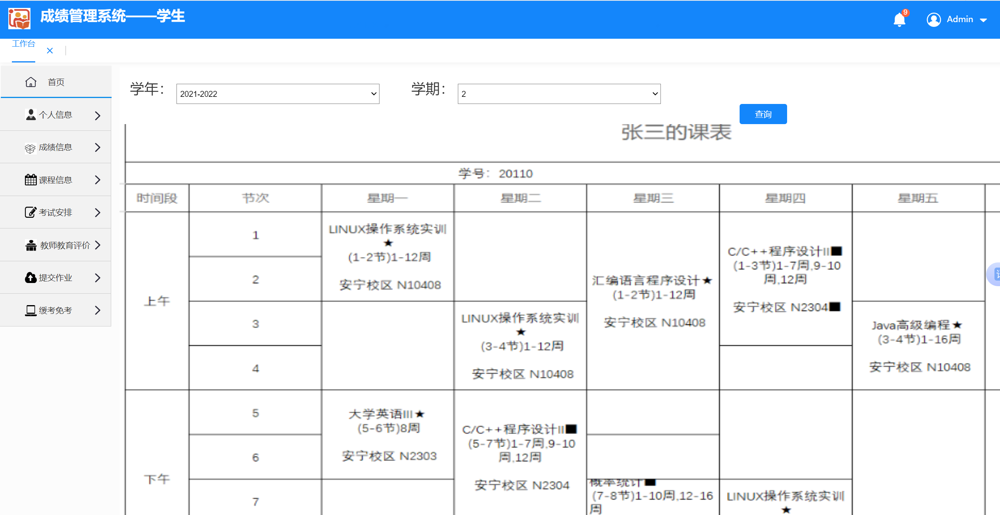 成绩管理系统——学生
9
Admin
工作台
首页
个人信息
成绩信息
课程信息
考试安排
教师教育评价
提交作业
缓考免考
学年：
2021-2022
学期：
2
查询
张三的课表
学号： 20110
时间段
节次
星期一
星期二
星期三
星期四
星期五
上午
1
2
3
4
LINUX操作系统实训
★
(1-2节)1-12周
安宁校区 N10408
LINUX操作系统实训
★
(3-4节)1-12周
安宁校区 N10408
汇编语言程序设计★
(1-2节)1-12周
安宁校区 N10408
C/C++程序设计II■
(1-3节)1-7周,9-10
周,12周
安宁校区 N2304■
Java高级编程★
(3-4节)1-16周
安宁校区 N10408
下午
5
6
7
大学英语III★
(5-6节)8周
安宁校区 N2303
C/C++程序设计II■
(5-7节)1-7周,9-10
周,12周
安宁校区 N2304
概率统计■
(7-8节)1-10周,12-16
周
LINUX操作系统实训
★